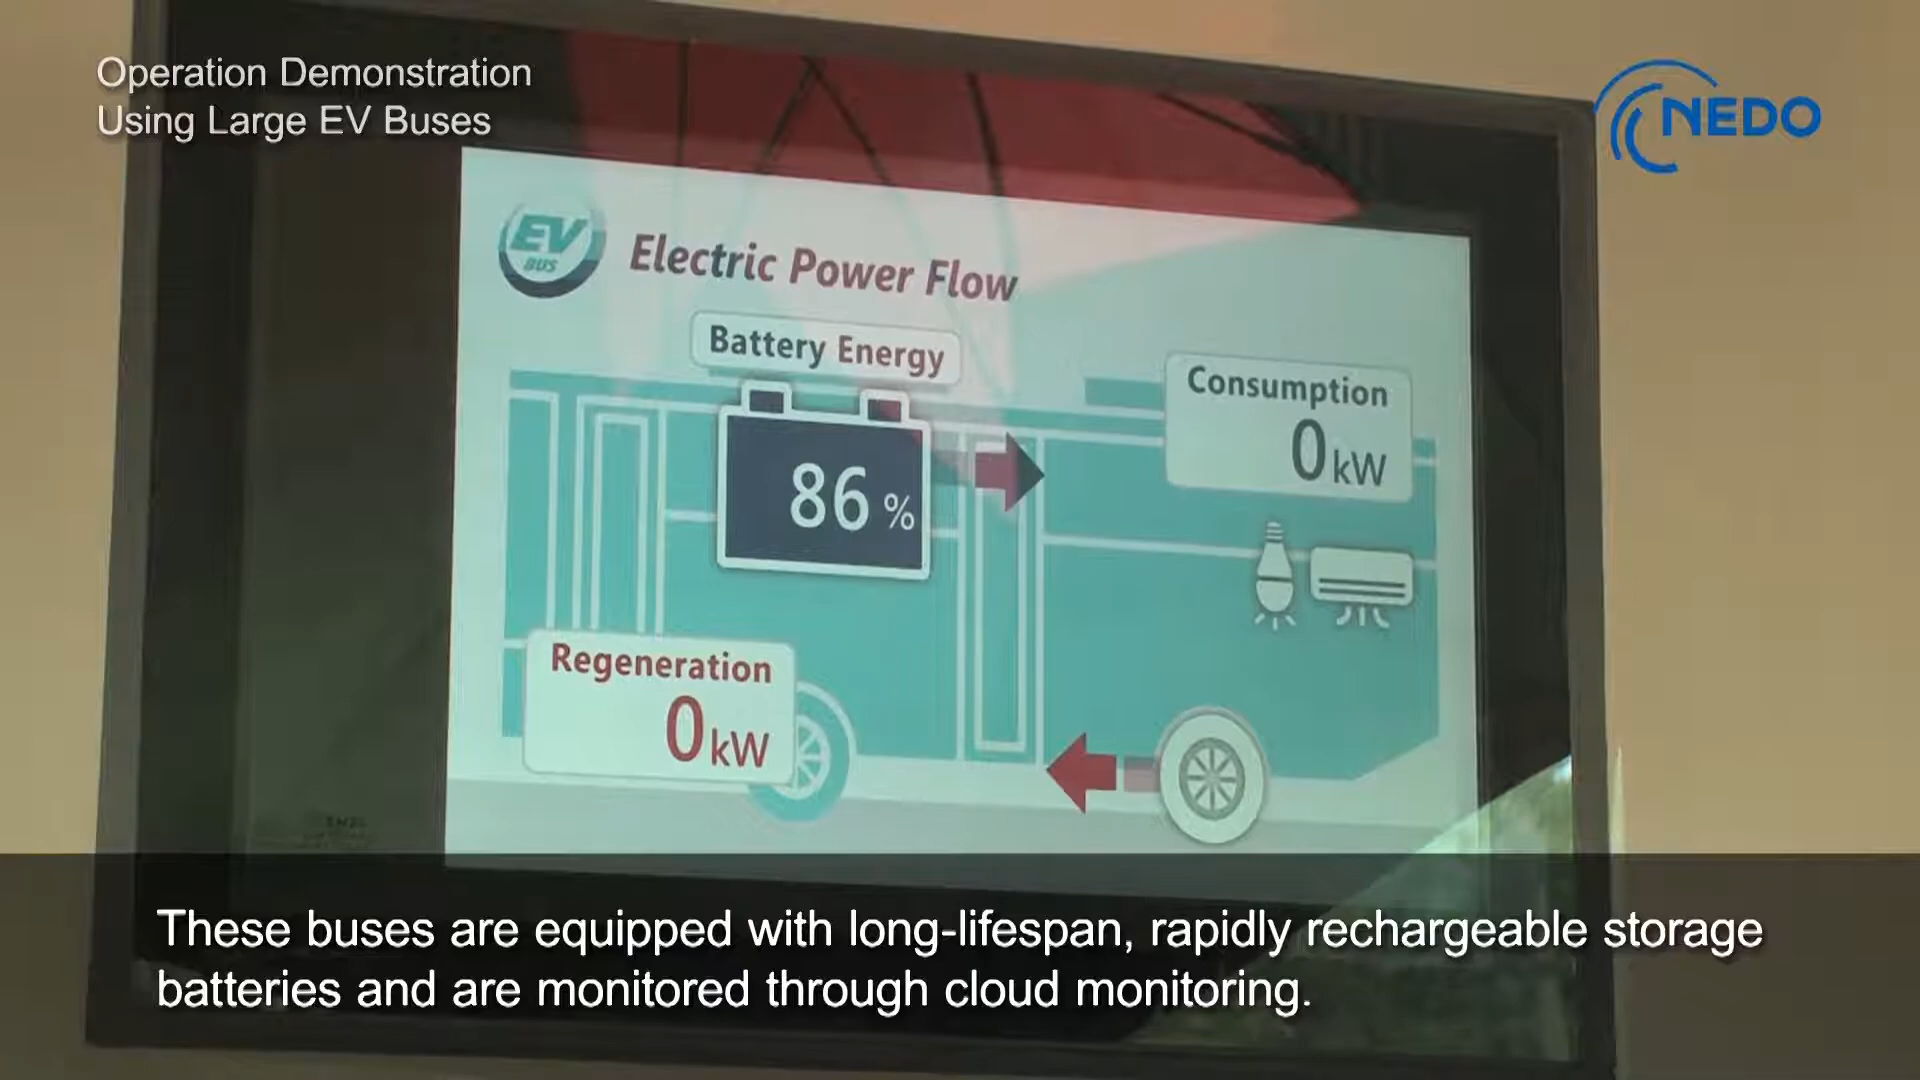 Operation Demonstration
Using Large EV Buses
NEDO
EV
BUS
Electric Power Flow
Battery Energy
86 %
Consumption
0 kW
Regeneration
0 kW
These buses are equipped with long-lifespan, rapidly rechargeable storage
batteries and are monitored through cloud monitoring.